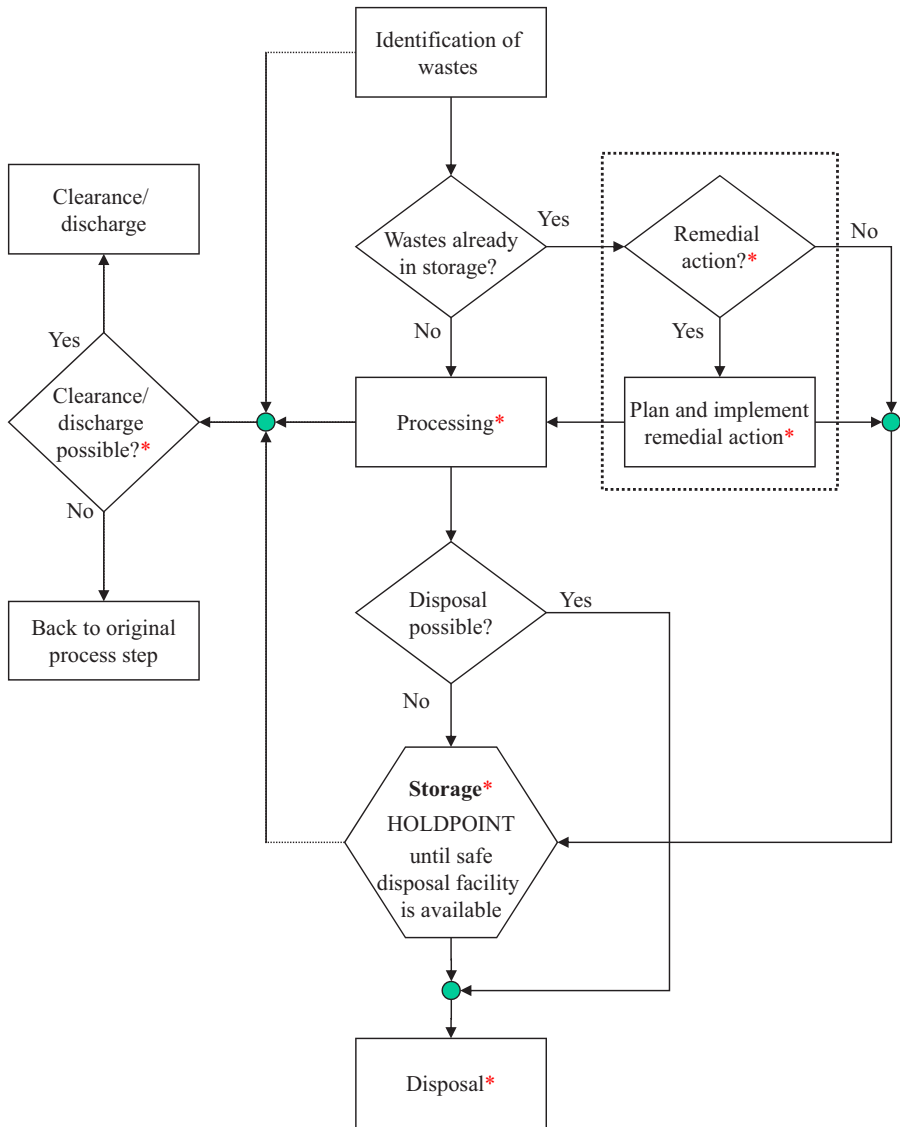 Identification of
wastes
Clearance/
discharge
Wastes already
in storage?
Yes
Remedial
action?*
No
Yes
No
Yes
Clearance/
discharge
possible?*
Processing*
Plan and implement
remedial action*
No
Back to original
process step
Disposal
possible?
Yes
No
Storage*
HOLDPOINT
until safe
disposal facility
is available
Disposal*